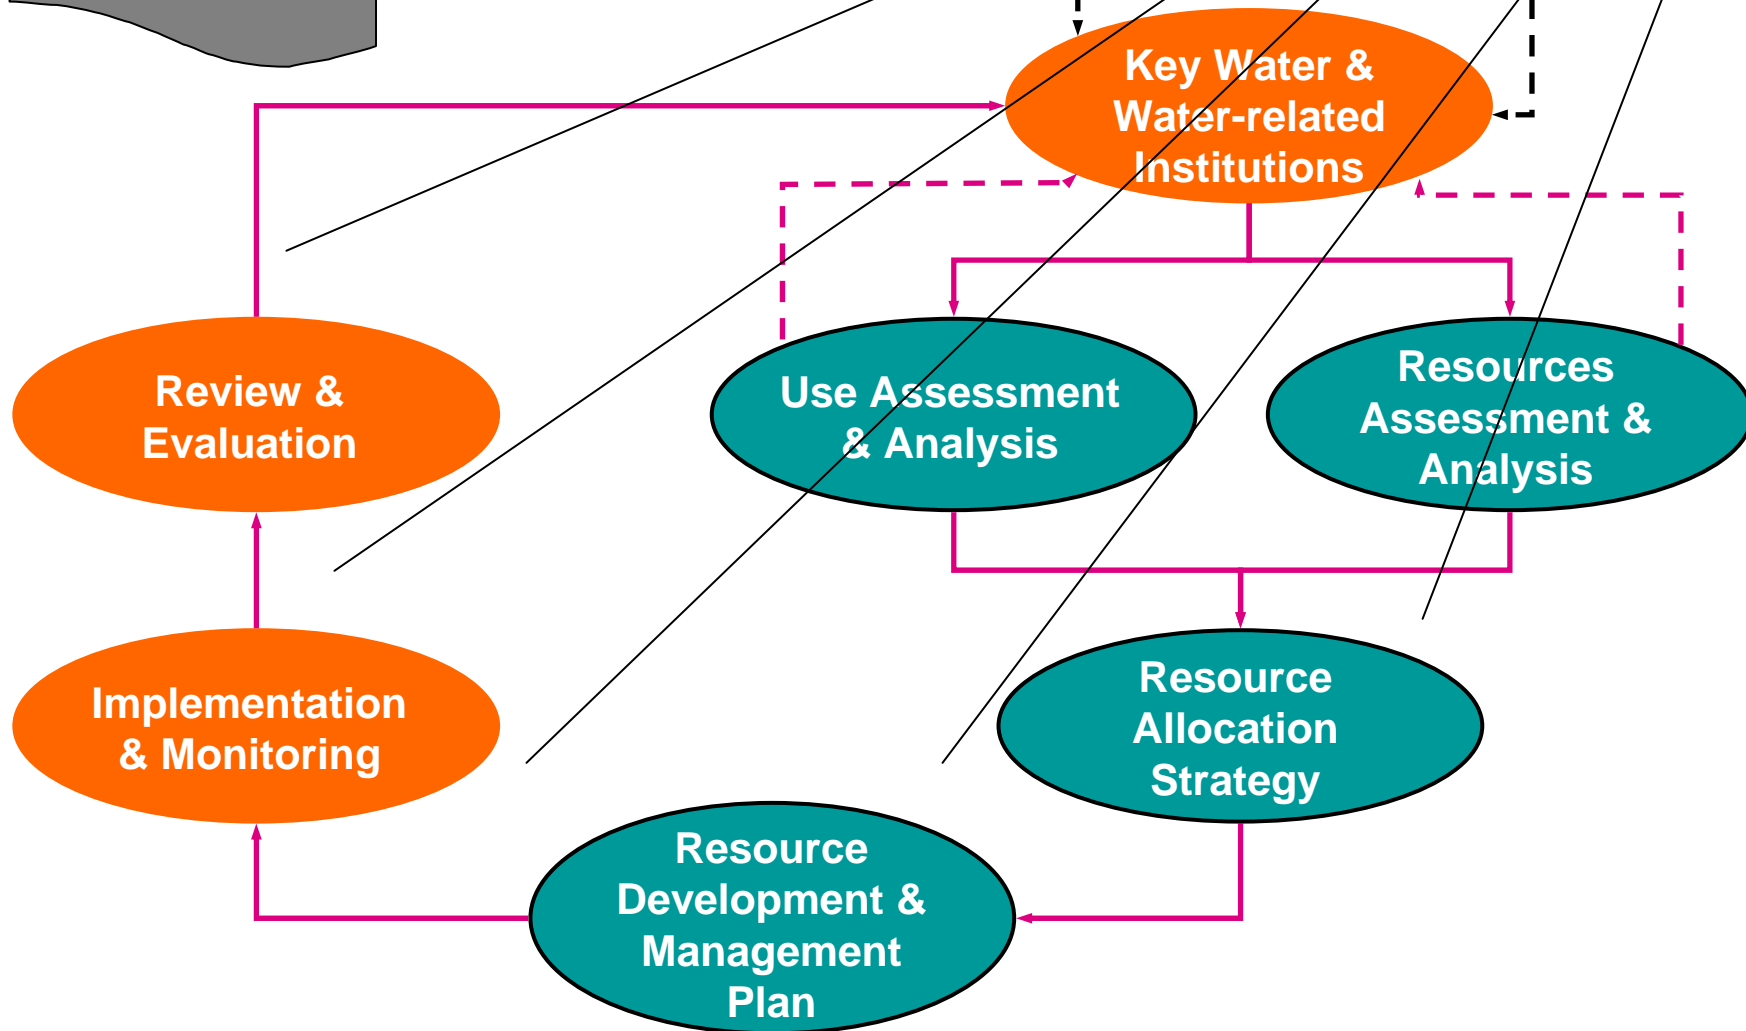 Key Water &
Water-related
Institutions
Review &
Evaluation
Use Assessment
& Analysis
Resources
Assessment &
Analysis
Implementation
& Monitoring
Resource
Allocation
Strategy
Resource
Development &
Management
Plan